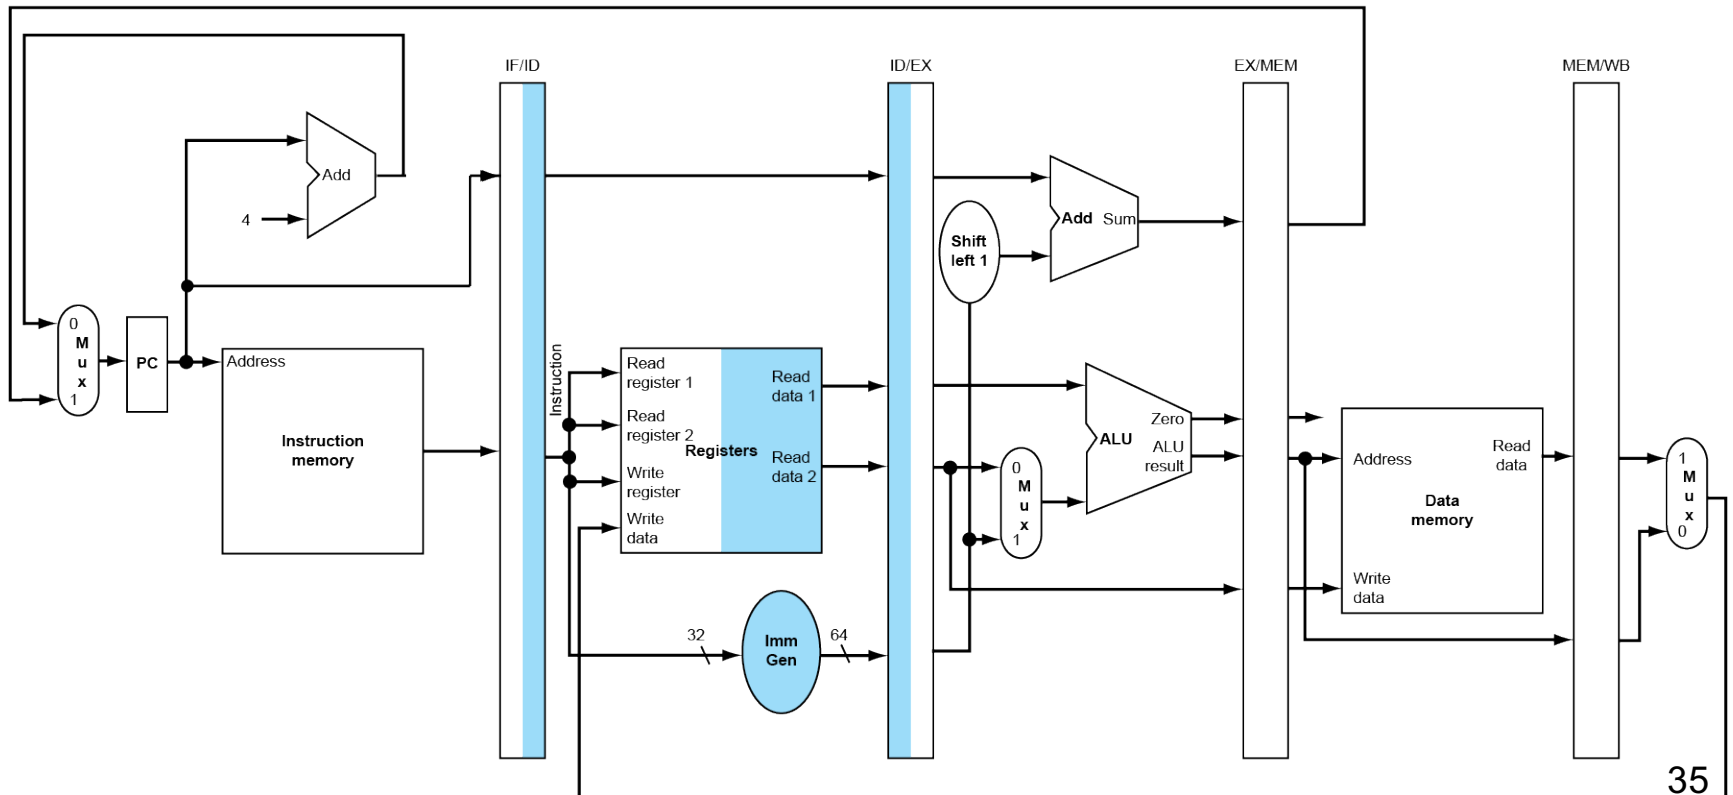 IF/ID
ID/EX
EX/MEM
MEM/WB
Add
4
Add Sum
Shift
left 1
0
M
u
x
1
PC
Address
Instruction
memory
Instruction
Read
register 1
Read
register 2
Registers
Write
register
Write
data
Read
data 1
Read
data 2
32
Imm
Gen
64
0
M
u
x
1
Zero
ALU
ALU
result
Address
Read
data
Data
memory
Write
data
1
M
u
x
0
35